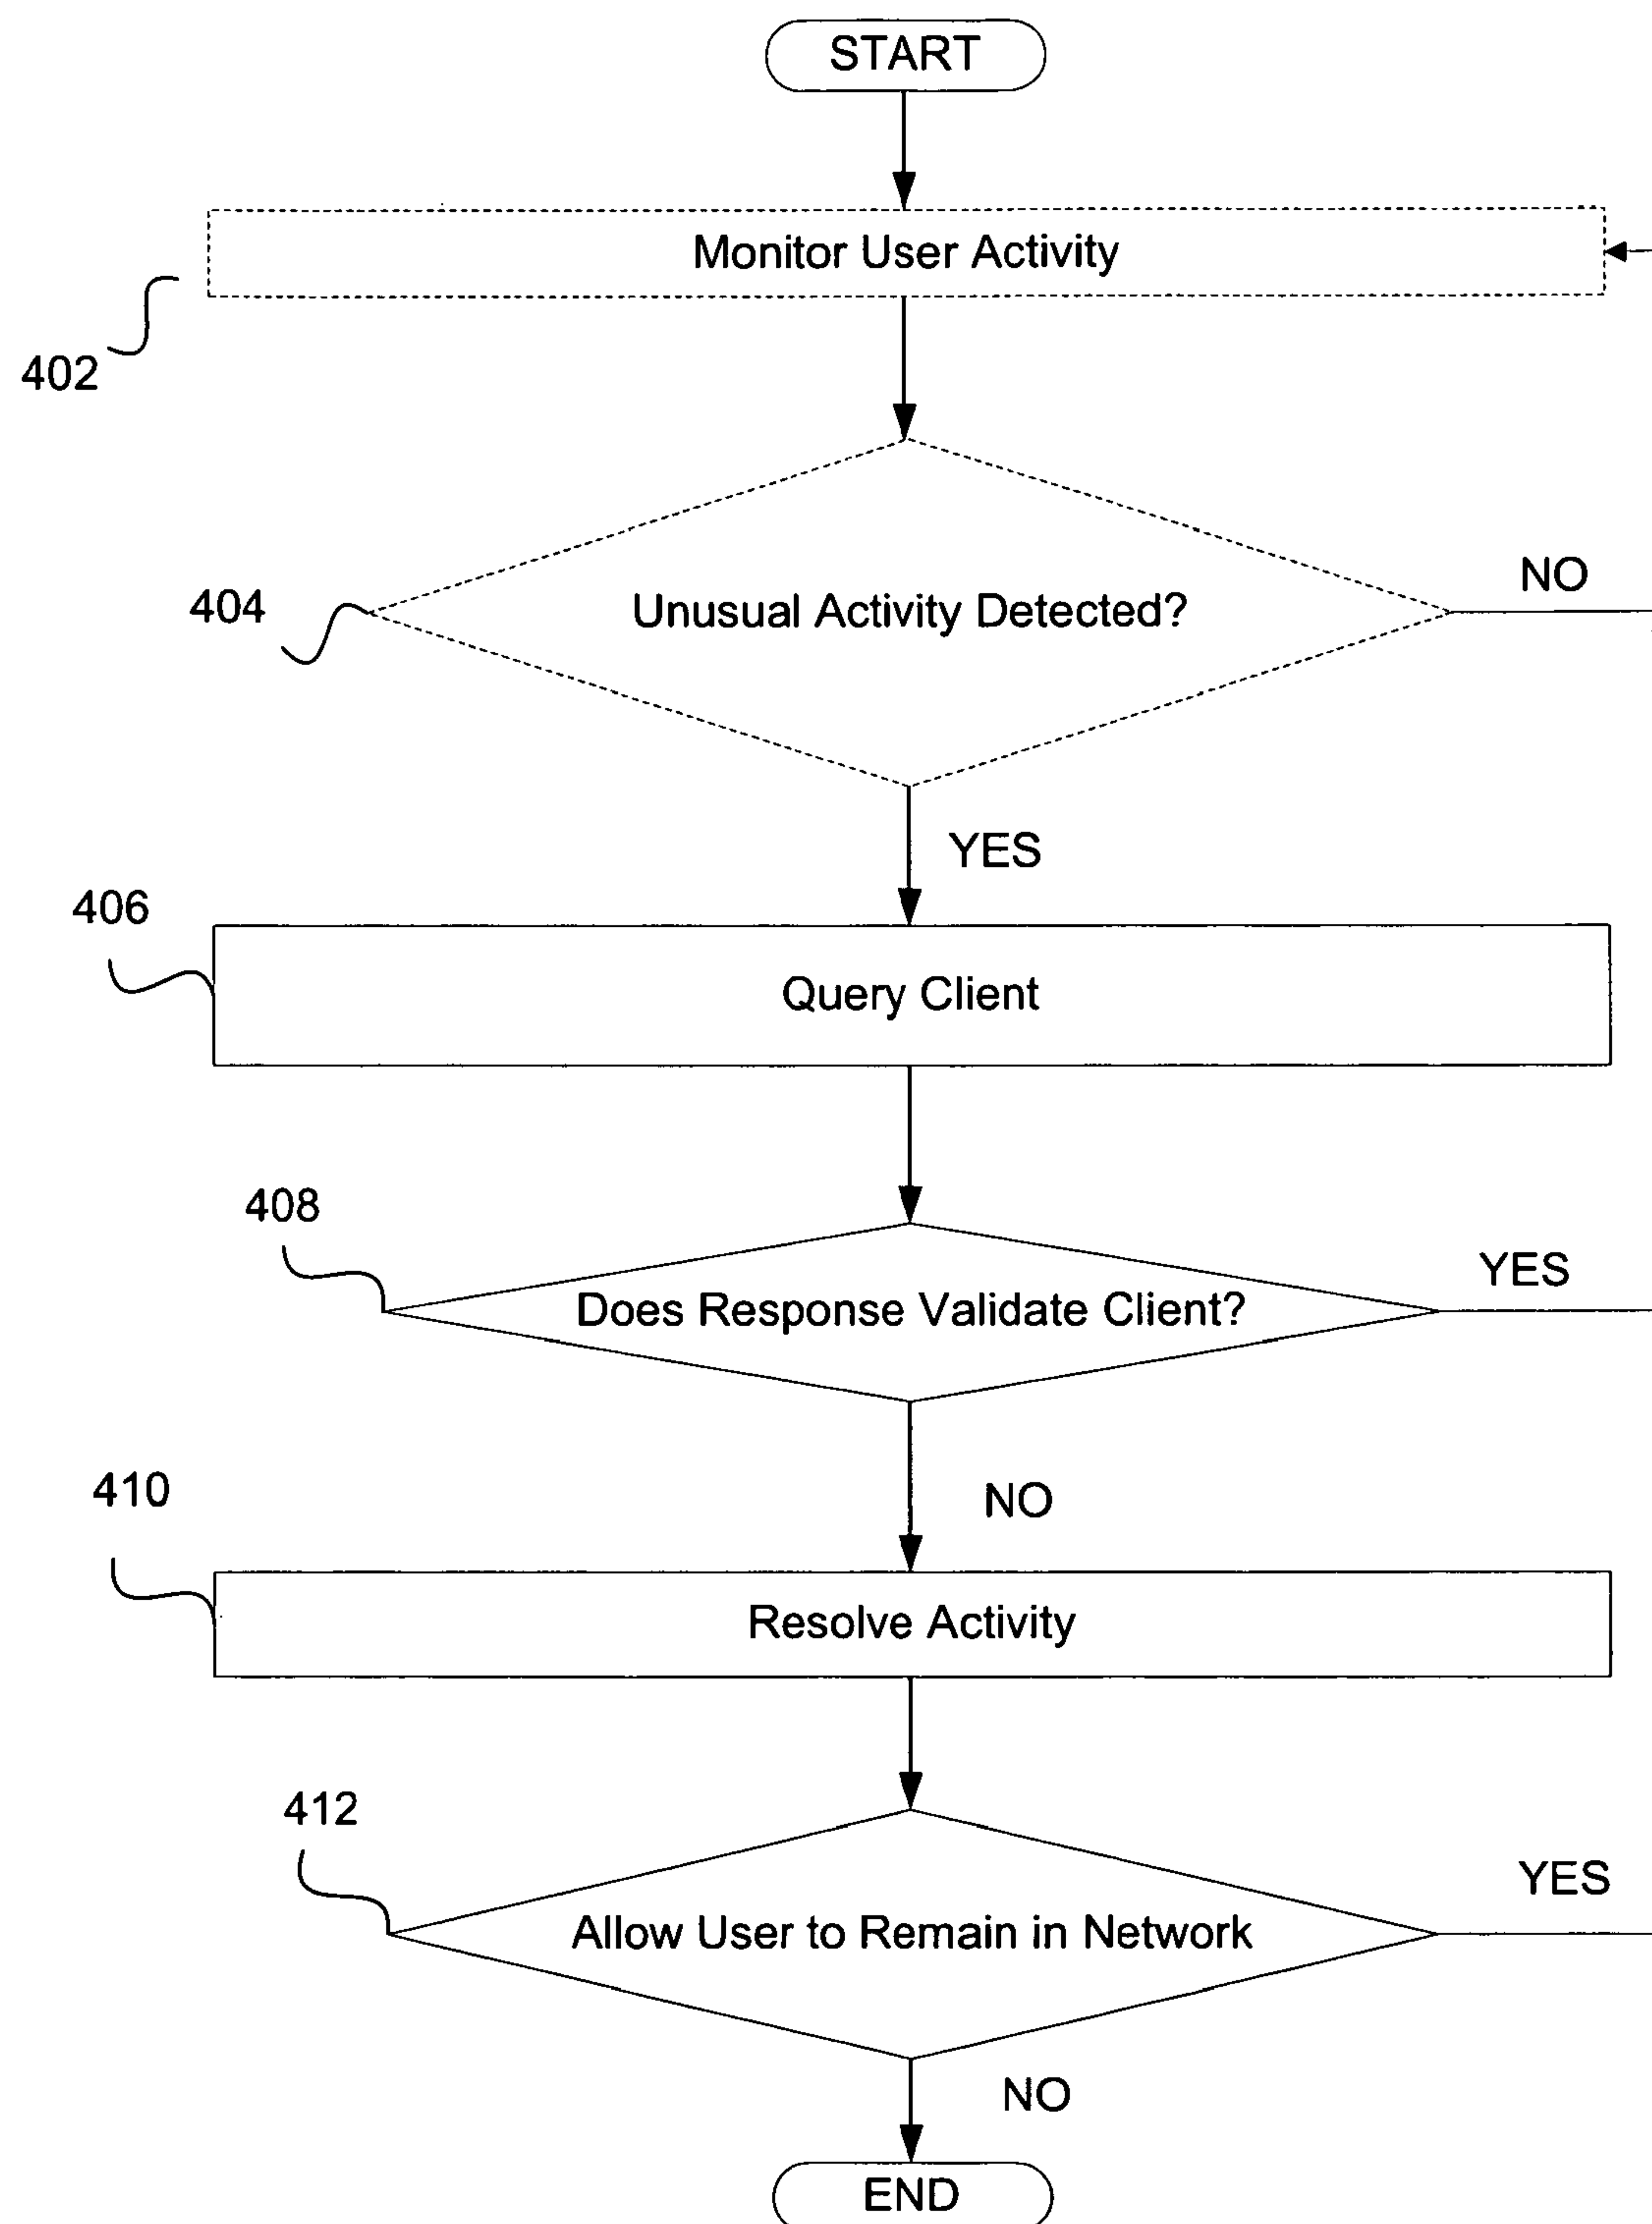 START
Monitor User Activity
402
404
Unusual Activity Detected?
NO
YES
406
Query Client
408
Does Response Validate Client?
YES
NO
410
Resolve Activity
412
Allow User to Remain in Network
YES
NO
END